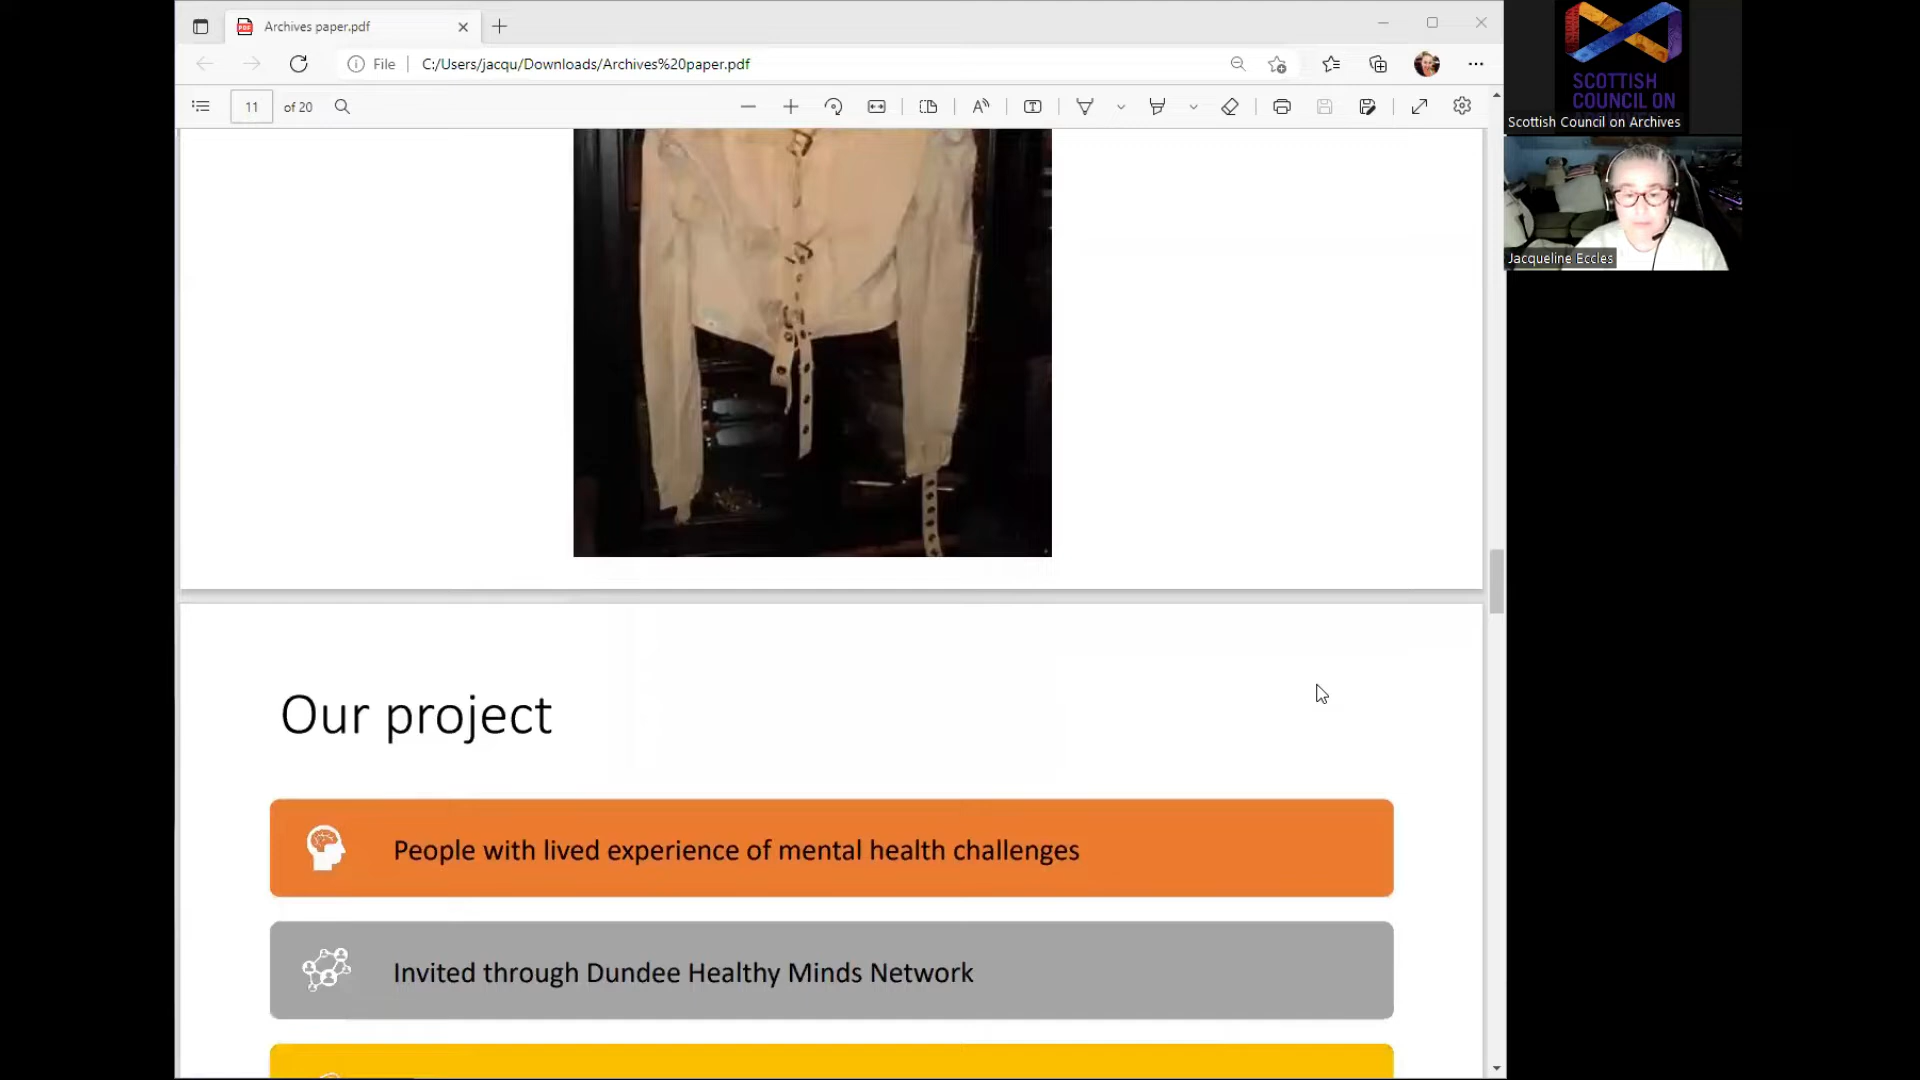 Archives paper.pdf
File
C:/Users/jacqu/Downloads/Archives%20paper.pdf
11 of 20
SCOTTISH
COUNCIL ON
Scottish Council on Archives
Jacqueline Eccles
Our project
People with lived experience of mental health challenges
Invited through Dundee Healthy Minds Network